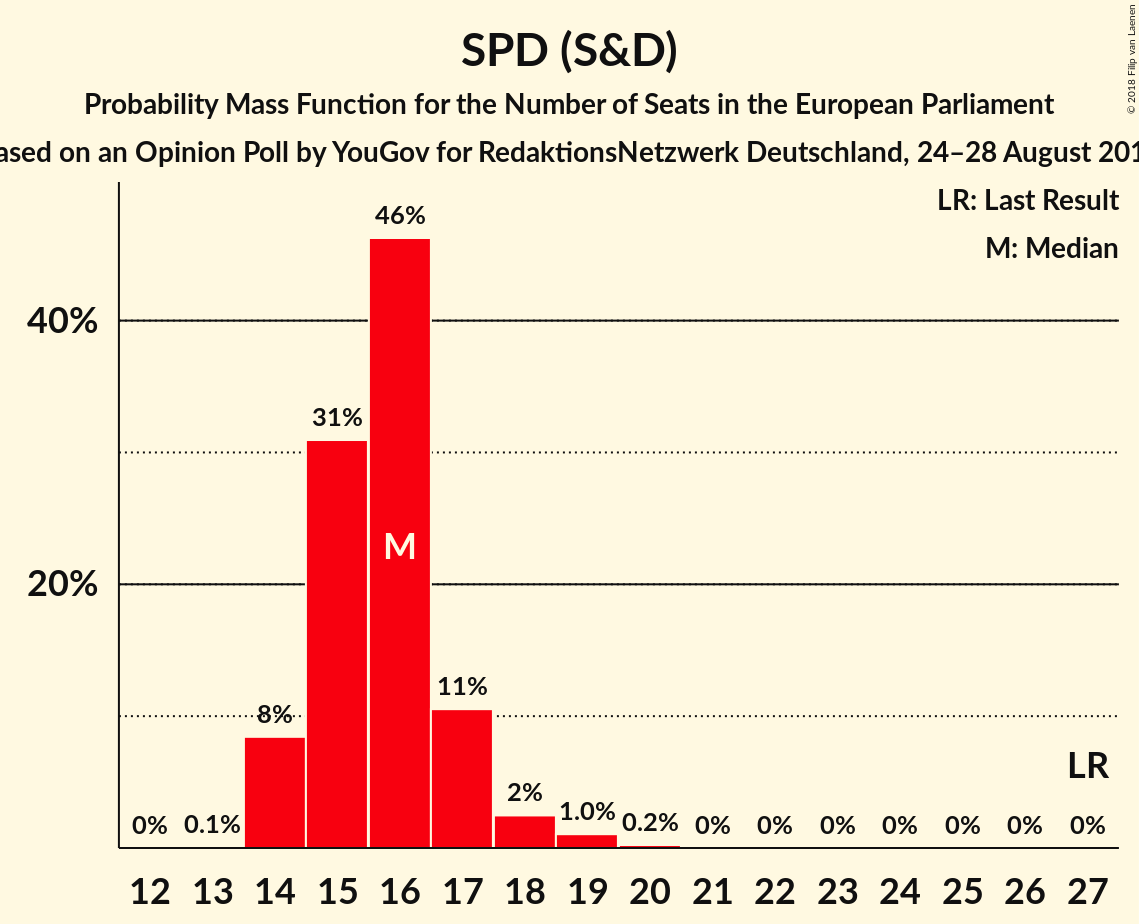 SPD (S&D)
Probability Mass Function for the Number of Seats in the European Parliament
ased on an Opinion Poll by YouGov for RedaktionsNetzwerk Deutschland, 24–28 August 201
© 2018 Filip van Laenen
LR: Last Result
M: Median
40%
20%
0% 0.1% 8% 31% 46% 11% 2% 1.0% 0.2% 0% 0% 0% 0% 0% 0% 0%
M
LR
12 13 14 15 16 17 18 19 20 21 22 23 24 25 26 27